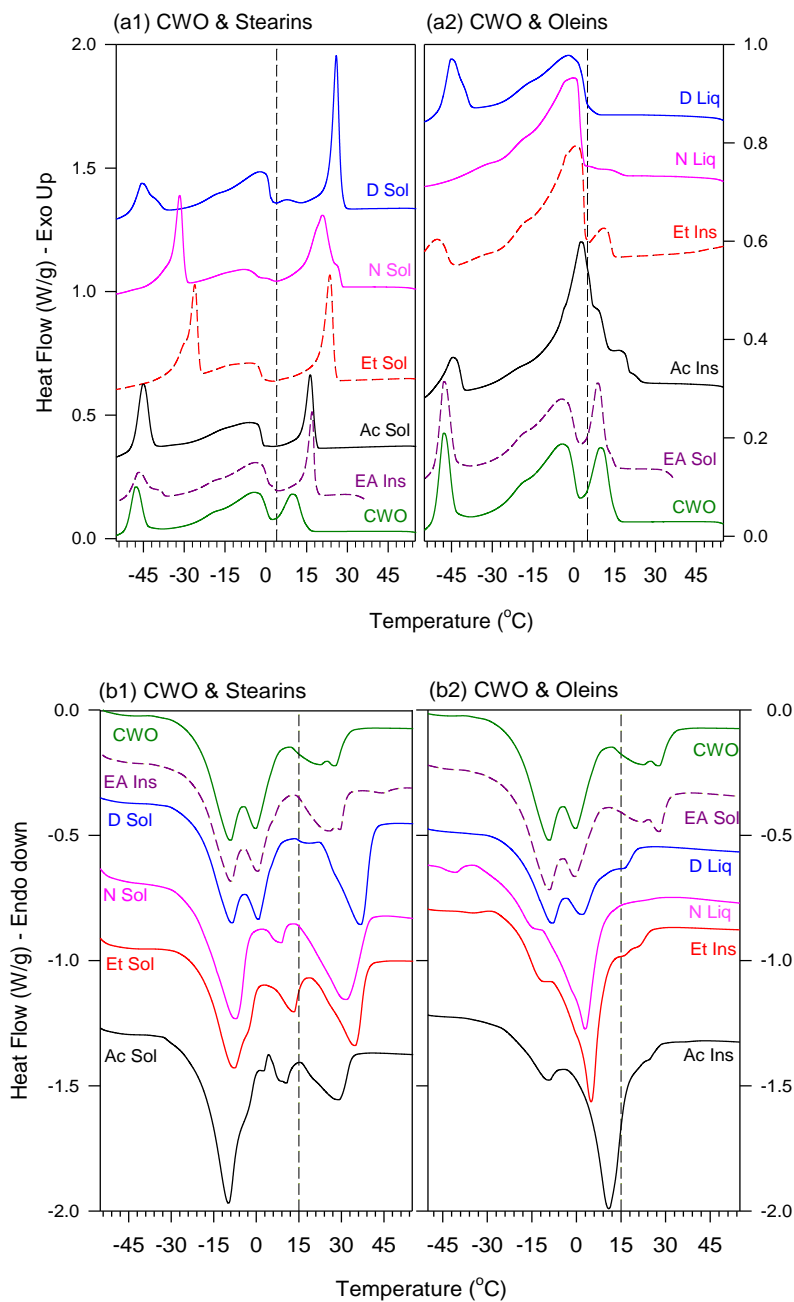 (a1) CWO & Stearins
(a2) CWO & Oleins
2.0
1.5
1.0
0.5
0.0
1.0
0.8
0.6
0.4
0.2
0.0
Heat Flow (W/g) - Exo Up
D Sol
N Sol
Et Sol
Ac Sol
EA Ins
CWO
D Liq
N Liq
Et Ins
Ac Ins
EA Sol
CWO
-45 -30 -15 0 15 30 45
-45 -30 -15 0 15 30 45
Temperature (°C)
(b1) CWO & Stearins
(b2) CWO & Oleins
0.0
-0.5
-1.0
-1.5
-2.0
0.0
-0.5
-1.0
-1.5
-2.0
Heat Flow (W/g) - Endo down
CWO
EA Ins
D Sol
N Sol
Et Sol
Ac Sol
CWO
EA Sol
D Liq
N Liq
Et Ins
Ac Ins
-45 -30 -15 0 15 30 45
-45 -30 -15 0 15 30 45
Temperature (°C)